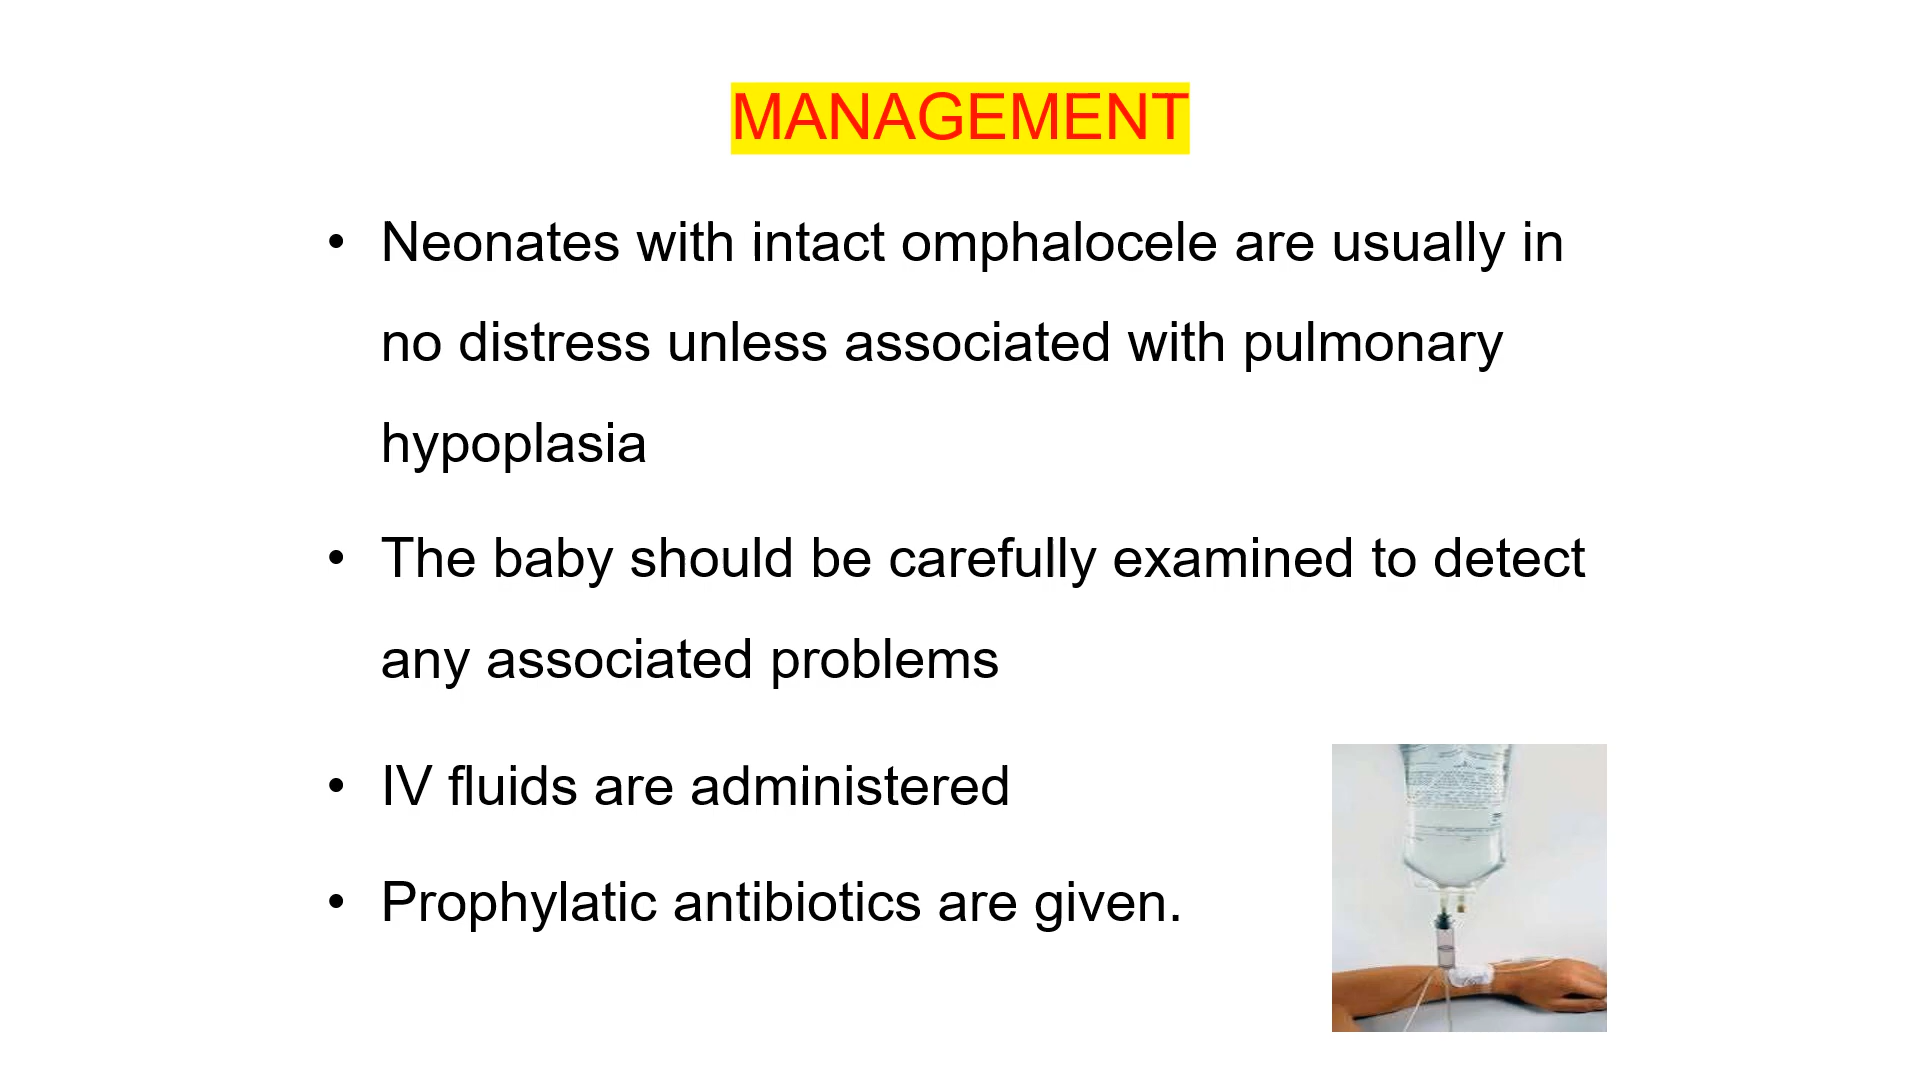 MANAGEMENT
• Neonates with intact omphalocele are usually in
no distress unless associated with pulmonary
hypoplasia
• The baby should be carefully examined to detect
any associated problems
• IV fluids are administered
• Prophylatic antibiotics are given.